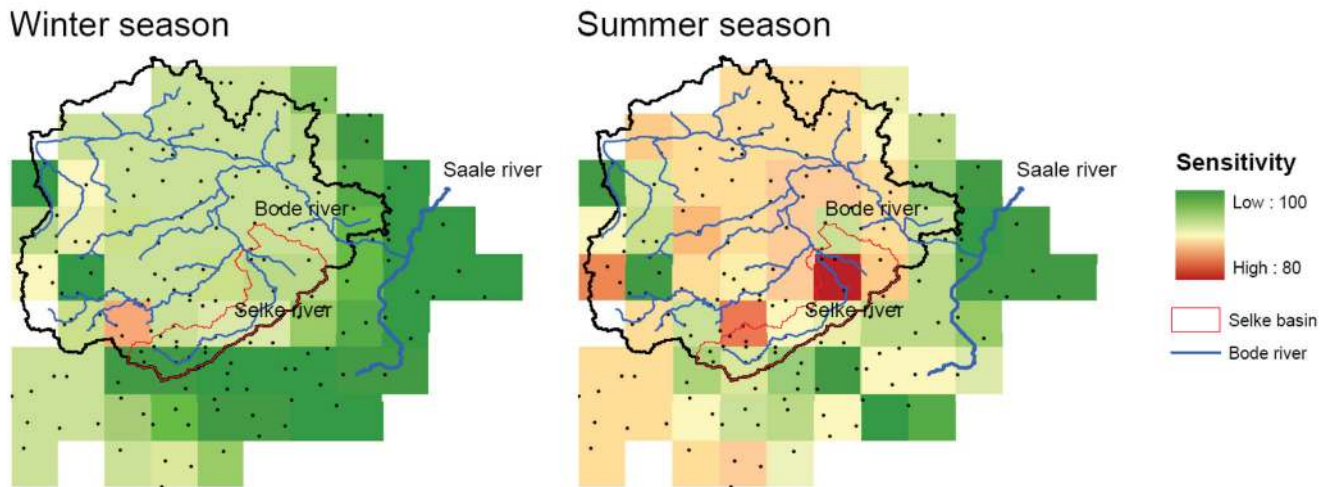 Winter season
Summer season
Saale river
Bode river
Selke river
Saale river
Bode river
Selke river
Sensitivity
Low : 100
High : 80
Selke basin
Bode river